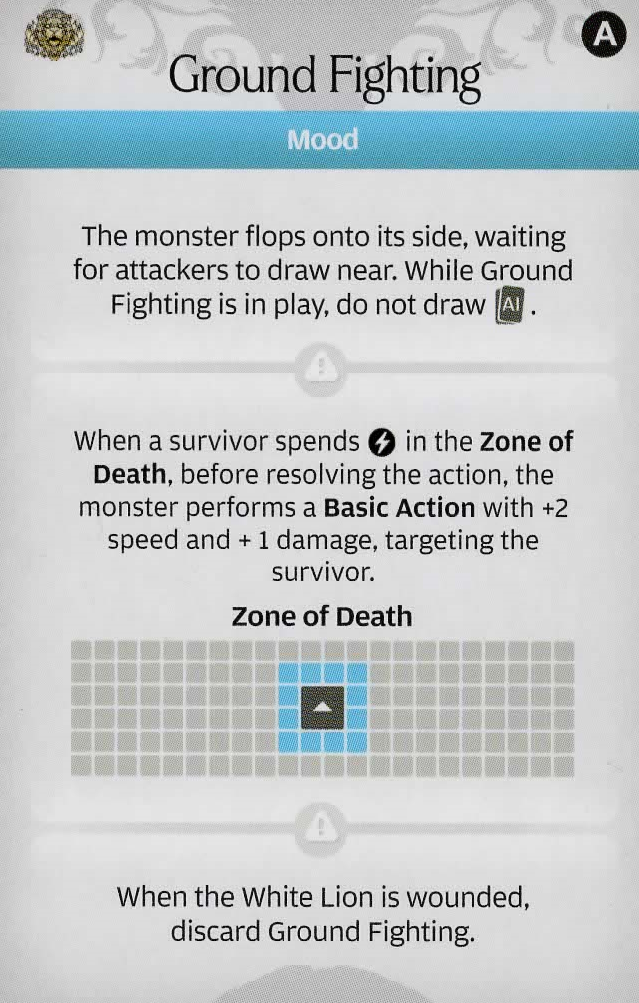 A
Ground Fighting
Mood
The monster flops onto its side, waiting
for attackers to draw near. While Ground
Fighting is in play, do not draw AI .
When a survivor spends in the Zone of
Death, before resolving the action, the
monster performs a Basic Action with +2
speed and + 1 damage, targeting the
survivor.
Zone of Death
When the White Lion is wounded,
discard Ground Fighting.